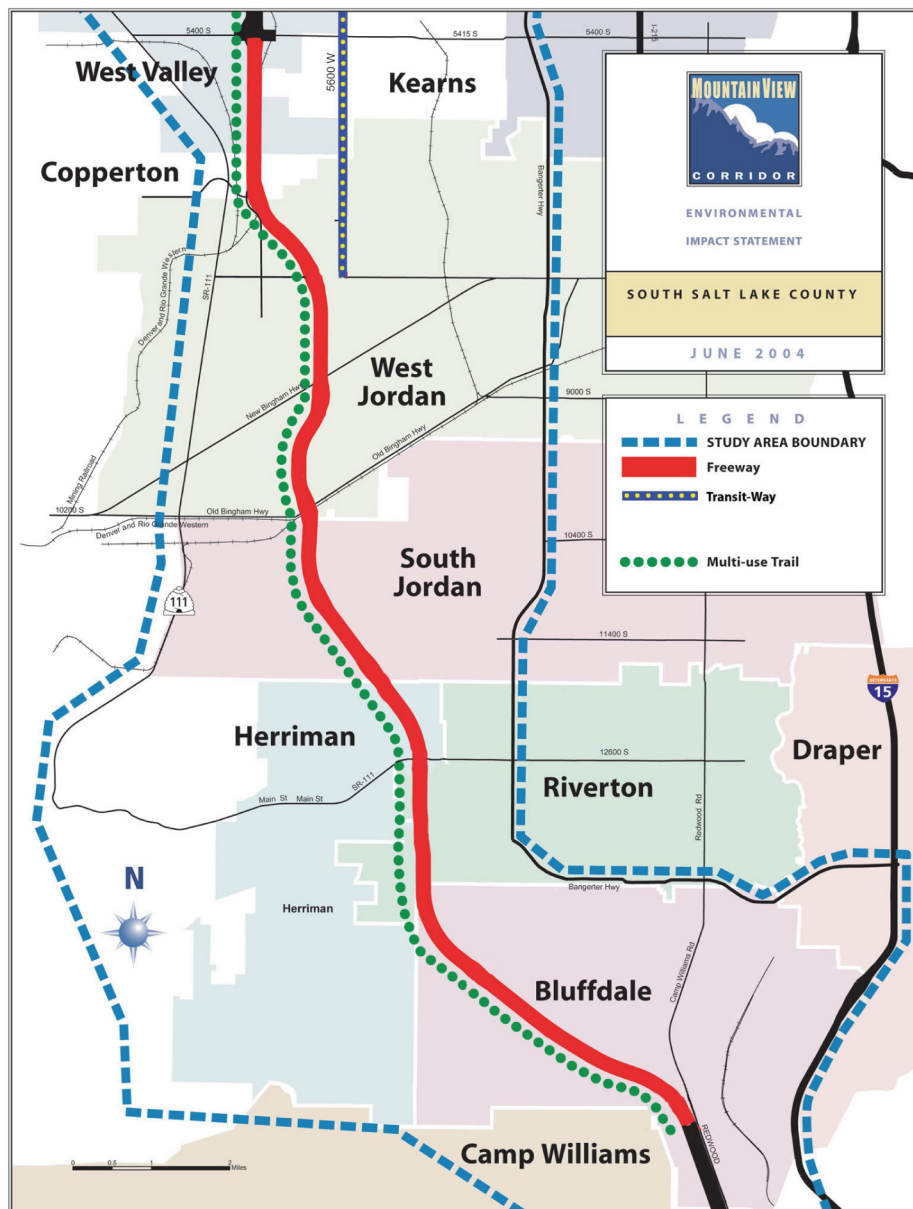 5400 S
5415 S
5400 S
I-215
West Valley
5600 W
Kearns
MOUNTAIN VIEW
CORRIDOR
ENVIRONMENTAL
IMPACT STATEMENT
SOUTH SALT LAKE COUNTY
JUNE 2004
Copperton
Bangerter Hwy
Denver and Rio Grande Western
SR-111
West
Jordan
New Bingham Hwy
9000 S
LEGEND
STUDY AREA BOUNDARY
Freeway
Transit-Way
Multi-use Trail
Old Bingham Hwy
Mining Railroad
10200 S
Old Bingham Hwy
Denver and Rio Grande Western
10400 S
South
Jordan
111
11400 S
INTERSTATE
15
Herriman
Draper
12600 S
SR-111
Riverton
Main St
Main St
Redwood Rd
N
Bangerter Hwy
Herriman
Bluffdale
Camp Williams Rd
REDWOOD
Camp Williams
0
0.5
1
2
Miles